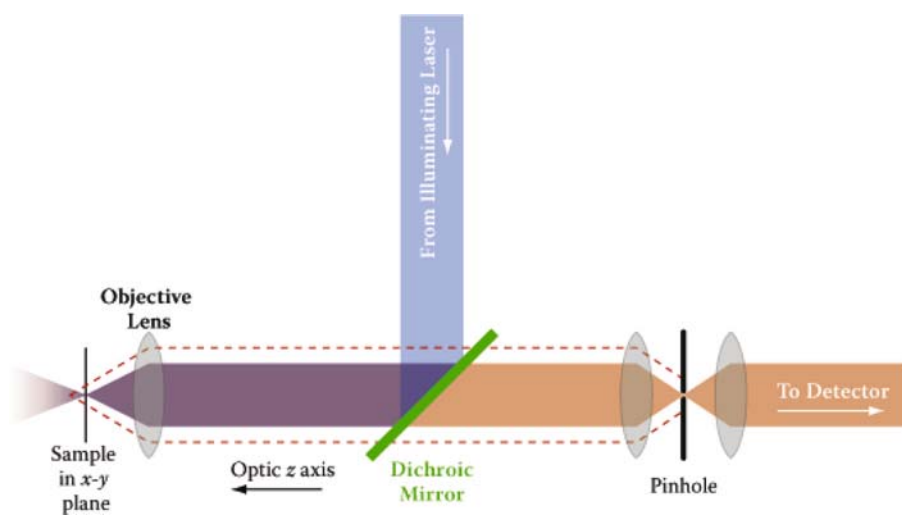 From Illuminating Laser
Objective
Lens
To Detector
Sample
in x-y
plane
Optic z axis
Dichroic
Mirror
Pinhole